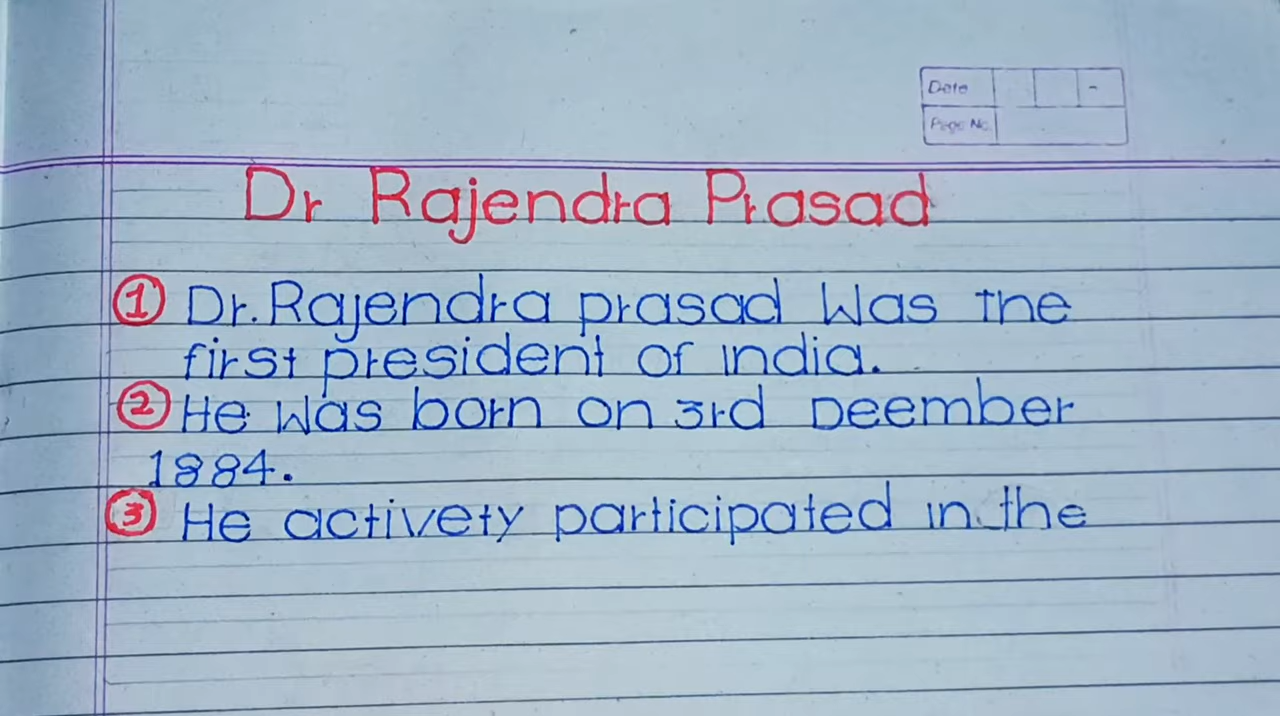 Date -
Page No.
Dr Rajendra Prasad
1 Dr. Rajendra prasad Was the
first president of india.
2 He Was born on 3rd Deember
1884.
3 He activety participated in the